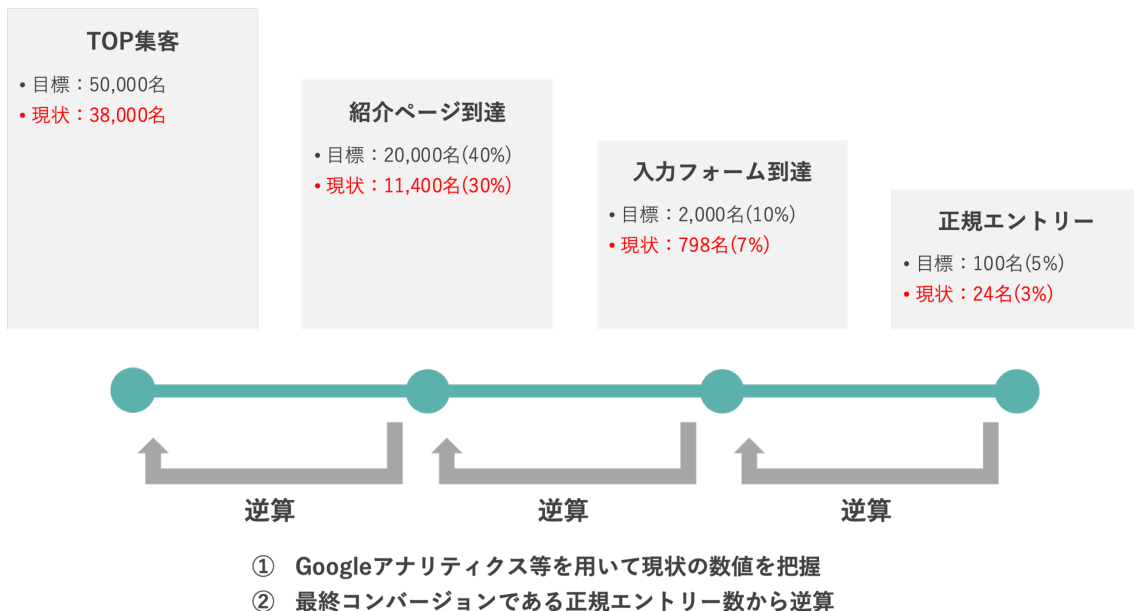 TOP集客
• 目標：50,000名
• 現状：38,000名
紹介ページ到達
• 目標：20,000名(40%)
• 現状：11,400名(30%)
入力フォーム到達
• 目標：2,000名(10%)
• 現状：798名(7%)
正規エントリー
• 目標：100名(5%)
• 現状：24名(3%)
逆算
逆算
逆算
① Googleアナリティクス等を用いて現状の数値を把握
② 最終コンバージョンである正規エントリー数から逆算